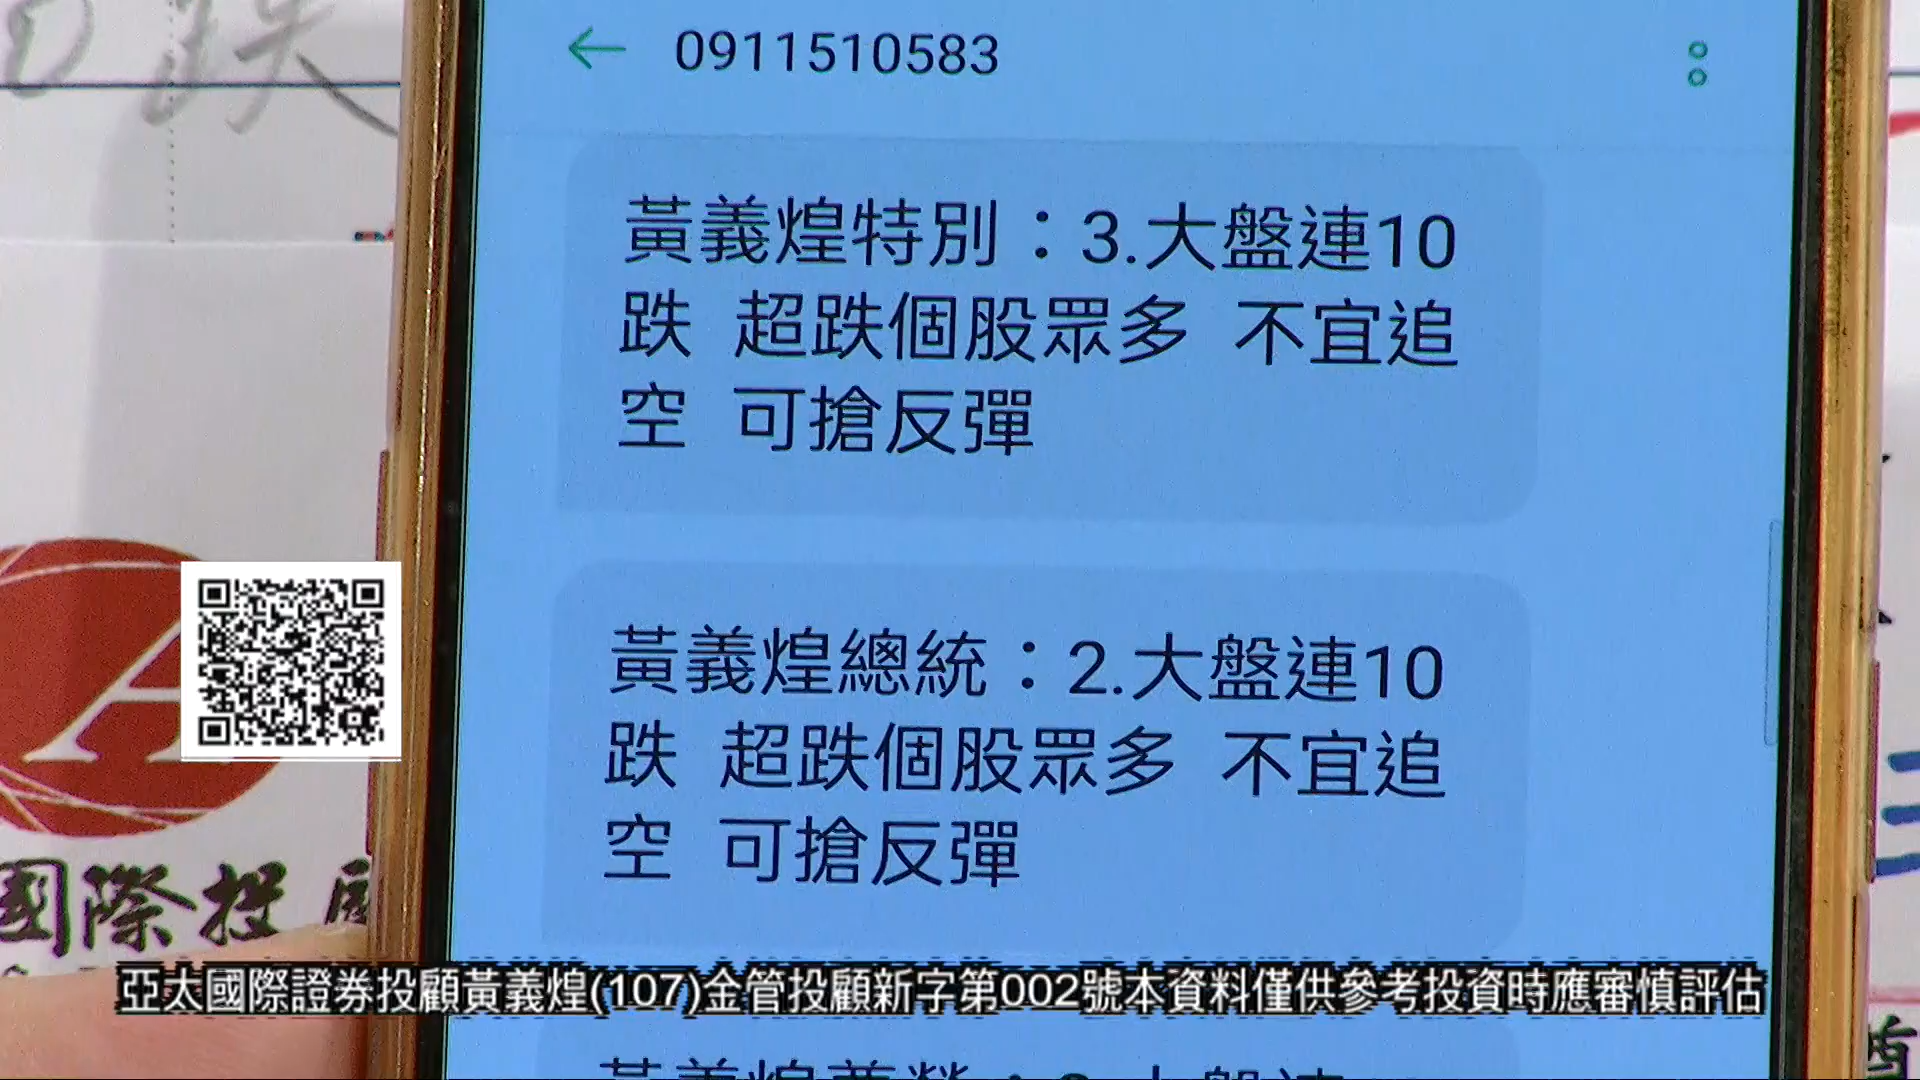 0911510583
黃義煌特別：3.大盤連10
跌 超跌個股眾多 不宜追
空 可搶反彈
黃義煌總統：2.大盤連10
跌 超跌個股眾多 不宜追
空 可搶反彈
國際投顧
亞太國際證券投顧黃義煌(107)金管投顧新字第002號本資料僅供參考投資時應審慎評估